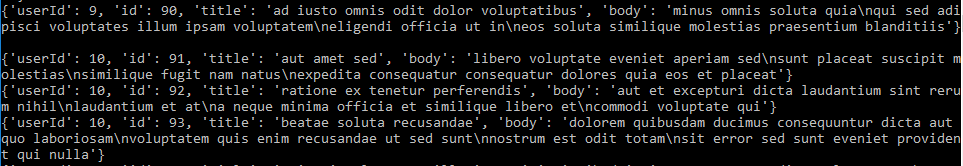 {'userId': 9, 'id': 90, 'title': 'ad iusto omnis odit dolor voluptatibus', 'body': 'minus omnis soluta quia\nqui sed adi
pisci voluptates illum ipsam voluptatem\neligendi officia ut in\neos soluta similique molestias praesentium blanditiis'}
{'userId': 10, 'id': 91, 'title': 'aut amet sed', 'body': 'libero voluptate eveniet aperiam sed\nsunt placeat suscipit m
olestias\nsimilique fugit nam natus\nexpedita consequatur consequatur dolores quia eos et placeat'}
{'userId': 10, 'id': 92, 'title': 'ratione ex tenetur perferendis', 'body': 'aut et excepturi dicta laudantium sint reru
m nihil\nlaudantium et at\na neque minima officia et similique libero et\ncommodi voluptate qui'}
{'userId': 10, 'id': 93, 'title': 'beatae soluta recusandae', 'body': 'dolorem quibusdam ducimus consequuntur dicta aut 
quo laboriosam\nvoluptatem quis enim recusandae ut sed sunt\nnostrum est odit totam\nsit error sed sunt eveniet providen
t qui nulla'}